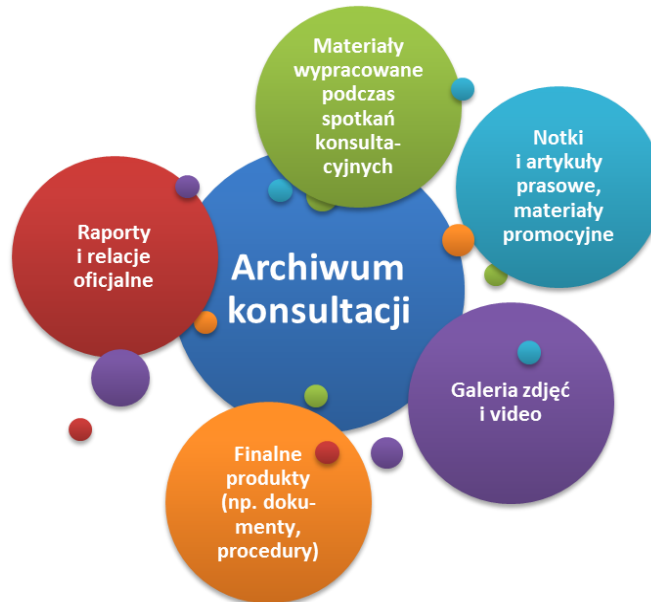 Materiały
wypracowane
podczas
spotkań
konsulta-
cyjnych
Notki
i artykuły
prasowe,
materiały
promocyjne
Raporty
i relacje
oficjalne
Archiwum
konsultacji
Galeria zdjęć
i video
Finalne
produkty
(np. doku-
menty,
procedury)